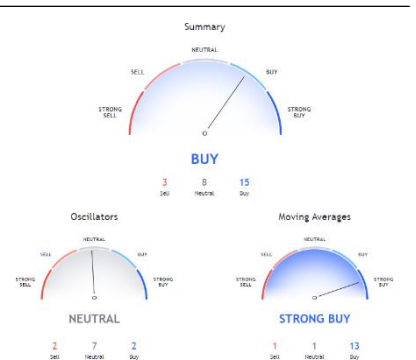 Summary
NEUTRAL
SELL BUY
STRONG SELL STRONG BUY
BUY
3 8 15
Sell Neutral Buy
Oscillators
NEUTRAL
SELL BUY
STRONG SELL STRONG BUY
NEUTRAL
2 7 2
Sell Neutral Buy
Moving Averages
NEUTRAL
SELL BUY
STRONG SELL STRONG BUY
STRONG BUY
1 1 13
Sell Neutral Buy